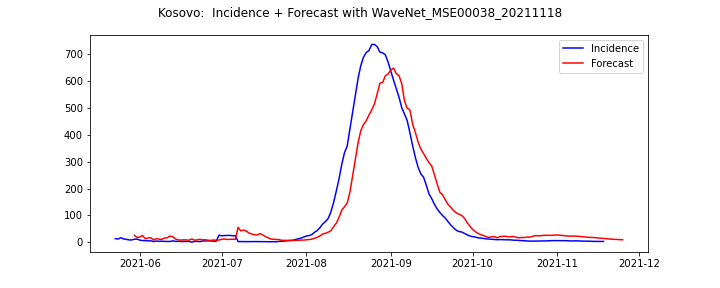 Kosovo:  Incidence + Forecast with WaveNet_MSE00038_20211118
Incidence
Forecast
700
600
500
400
300
200
100
0
2021-06 2021-07 2021-08 2021-09 2021-10 2021-11 2021-12